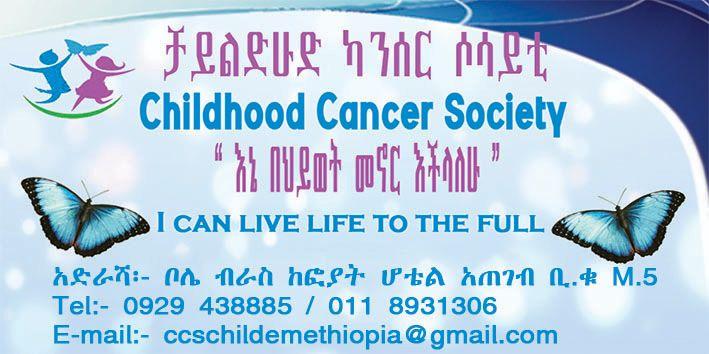 ቻይልድሁድ ካንሰር ሶሳይቲ
Childhood Cancer Society
“ እኔ በህይወት መኖር እችላለሁ ”
I CAN LIVE LIFE TO THE FULL
አድራሻ፡- ቦሌ ብራስ ከፎያት ሆቴል አጠገብ ቢ.ቁ M.5
Tel:- 0929 438885 / 011 8931306
E-mail:- ccschildemethiopia@gmail.com